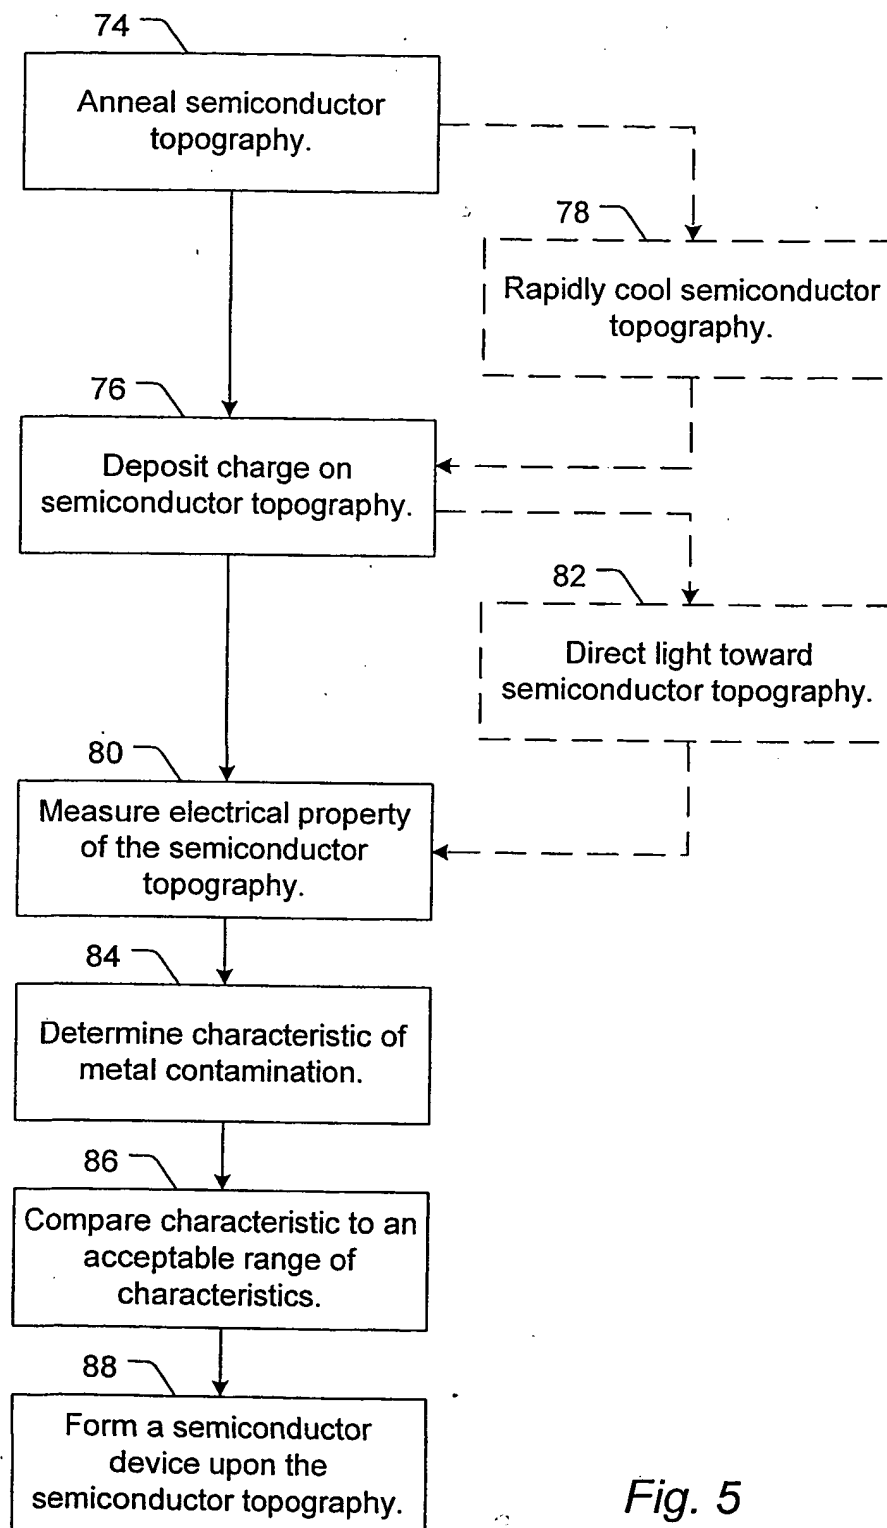 74
Anneal semiconductor
topography.
78
Rapidly cool semiconductor
topography.
76
Deposit charge on
semiconductor topography.
82
Direct light toward
semiconductor topography.
80
Measure electrical property
of the semiconductor
topography.
84
Determine characteristic of
metal contamination.
86
Compare characteristic to an
acceptable range of
characteristics.
88
Form a semiconductor
device upon the
semiconductor topography.
Fig. 5